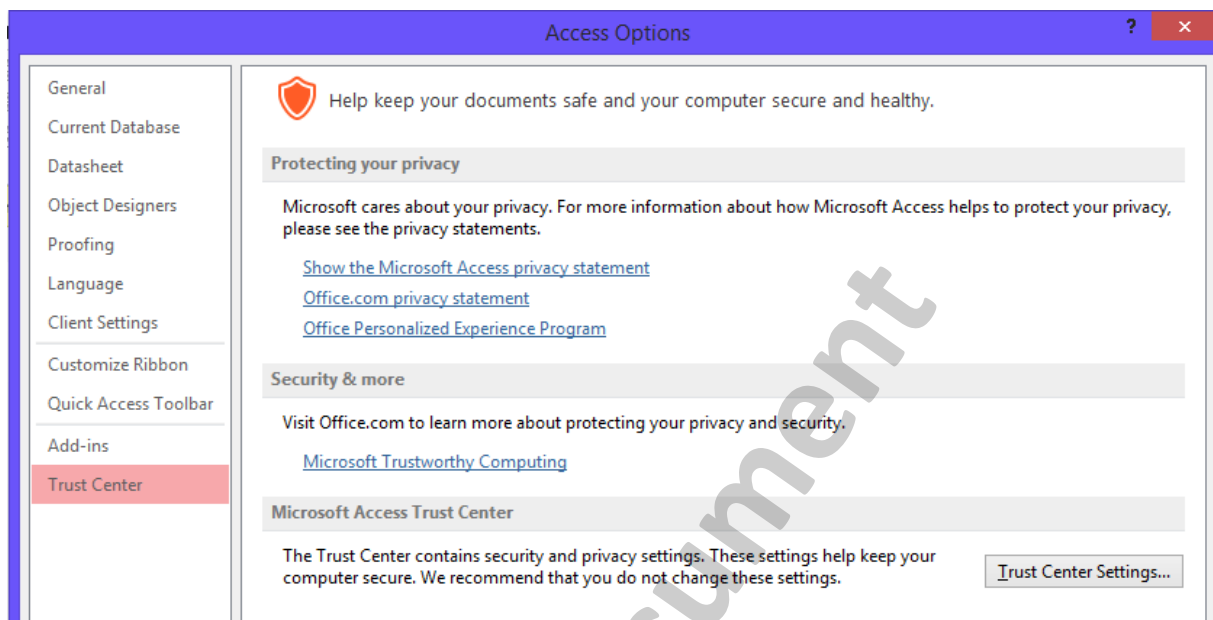 Access Options
?
General
Current Database
Datasheet
Object Designers
Proofing
Language
Client Settings
Customize Ribbon
Quick Access Toolbar
Add-ins
Trust Center
Help keep your documents safe and your computer secure and healthy.
Protecting your privacy
Microsoft cares about your privacy. For more information about how Microsoft Access helps to protect your privacy,
please see the privacy statements.
Show the Microsoft Access privacy statement
Office.com privacy statement
Office Personalized Experience Program
Security & more
Visit Office.com to learn more about protecting your privacy and security.
Microsoft Trustworthy Computing
Microsoft Access Trust Center
The Trust Center contains security and privacy settings. These settings help keep your
computer secure. We recommend that you do not change these settings.
Trust Center Settings...